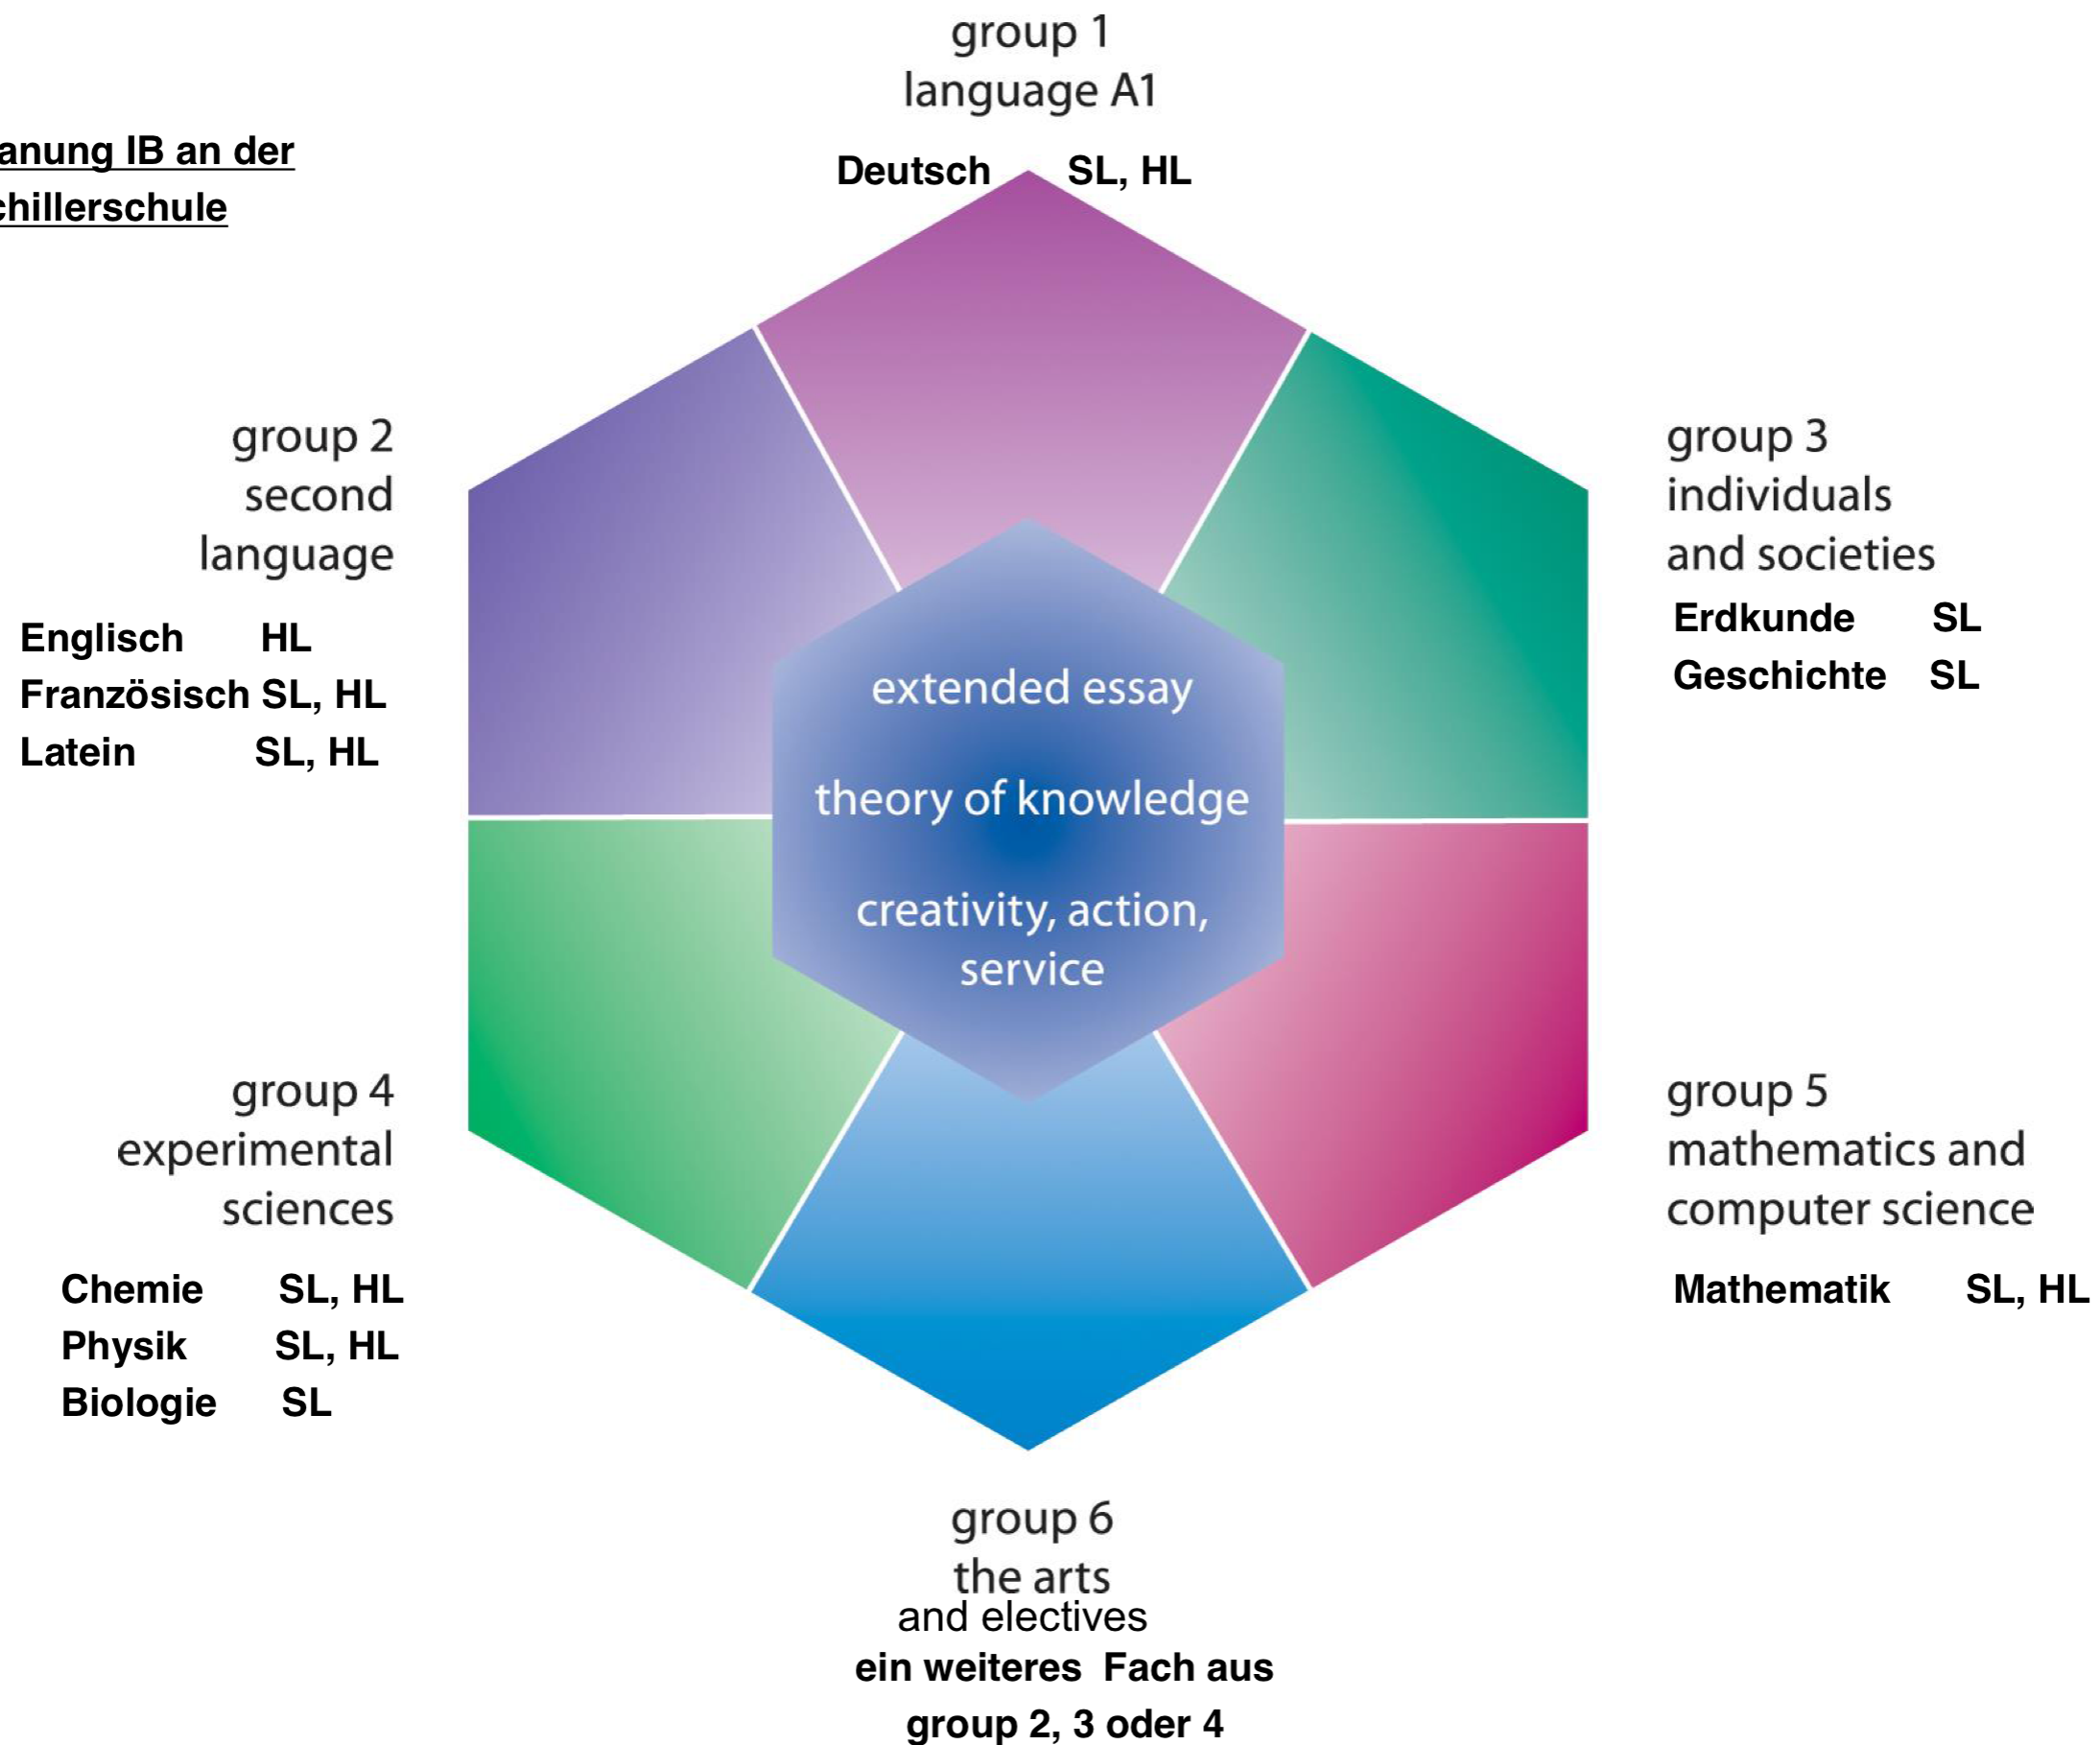 group 1
language A1
Deutsch SL, HL
anung IB an der
chillerschule
group 2
second
language
Englisch HL
Französisch SL, HL
Latein SL, HL
group 3
individuals
and societies
Erdkunde SL
Geschichte SL
extended essay
theory of knowledge
creativity, action,
service
group 4
experimental
sciences
Chemie SL, HL
Physik SL, HL
Biologie SL
group 5
mathematics and
computer science
Mathematik SL, HL
group 6
the arts
and electives
ein weiteres Fach aus
group 2, 3 oder 4